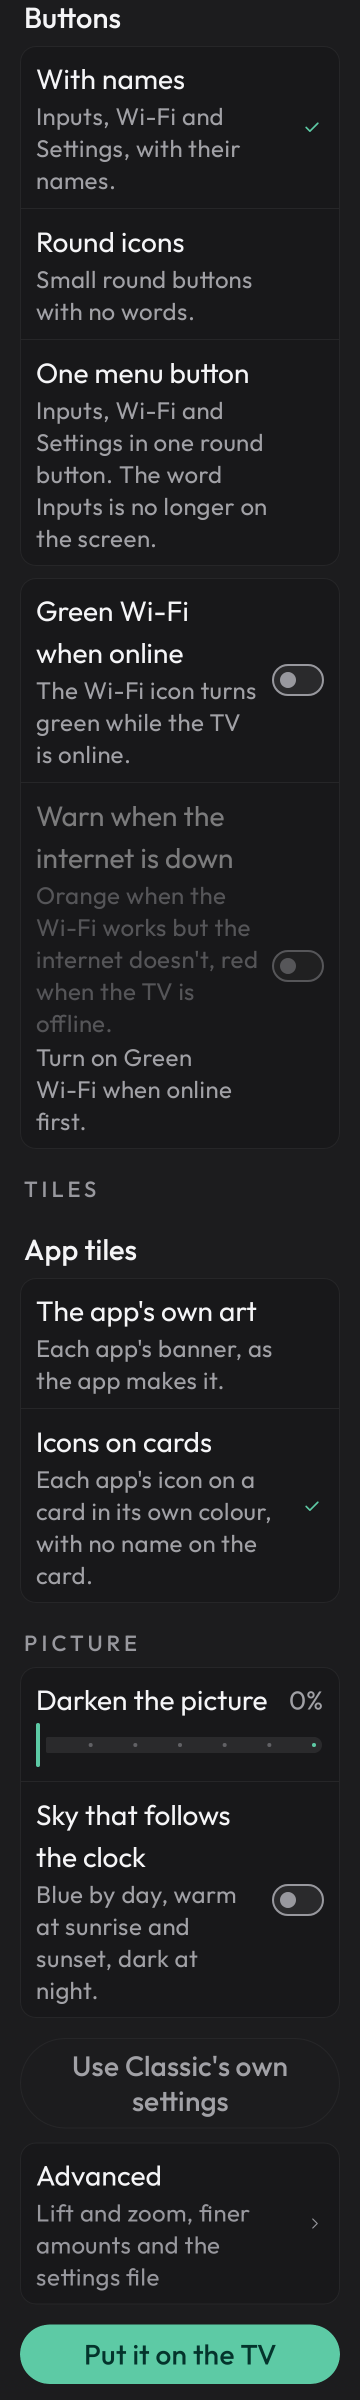 Buttons
With names
Inputs, Wi-Fi and
Settings, with their
names.
Round icons
Small round buttons
with no words.
One menu button
Inputs, Wi-Fi and
Settings in one round
button. The word
Inputs is no longer on
the screen.
Green Wi-Fi
when online
The Wi-Fi icon turns
green while the TV
is online.
Warn when the
internet is down
Orange when the
Wi-Fi works but the
internet doesn't, red
when the TV is
offline.
Turn on Green
Wi-Fi when online
first.
TILES
App tiles
The app's own art
Each app's banner, as
the app makes it.
Icons on cards
Each app's icon on a
card in its own colour,
with no name on the
card.
PICTURE
Darken the picture 0%
Sky that follows
the clock
Blue by day, warm
at sunrise and
sunset, dark at
night.
Use Classic's own
settings
Advanced
Lift and zoom, finer
amounts and the
settings file
Put it on the TV